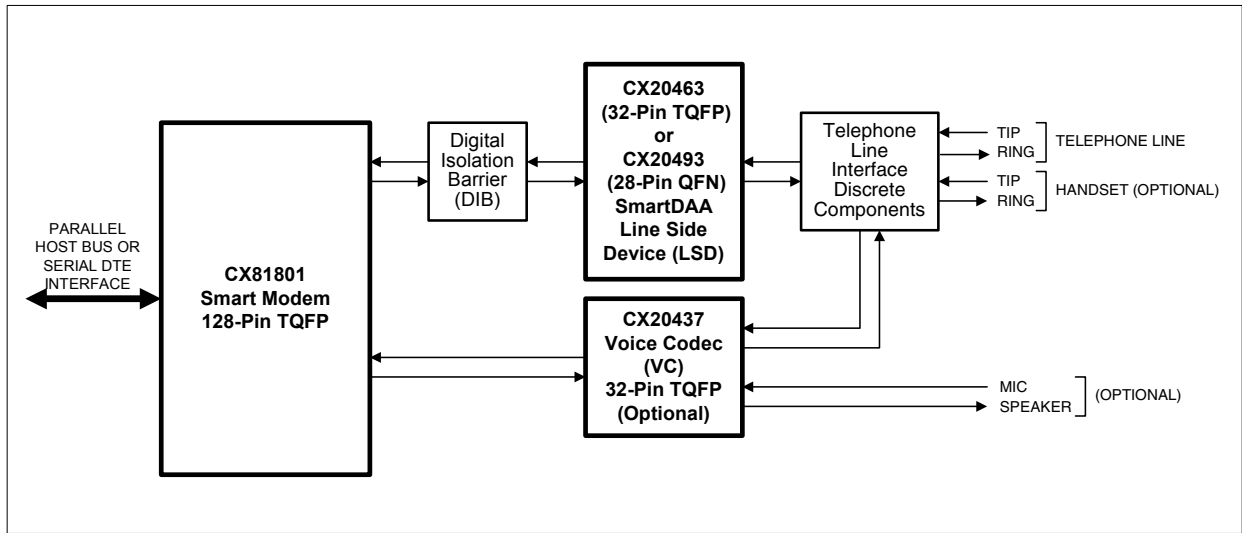 PARALLEL
HOST BUS OR
SERIAL DTE
INTERFACE
CX81801
Smart Modem
128-Pin TQFP
Digital
Isolation
Barrier
(DIB)
CX20463
(32-Pin TQFP)
or
CX20493
(28-Pin QFN)
SmartDAA
Line Side
Device (LSD)
CX20437
Voice Codec
(VC)
32-Pin TQFP
(Optional)
Telephone
Line
Interface
Discrete
Components
TIP
RING
TELEPHONE LINE
TIP
RING
HANDSET (OPTIONAL)
MIC
SPEAKER
(OPTIONAL)